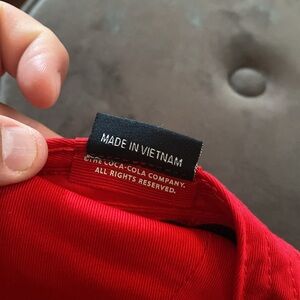 MADE IN VIETNAM
©THE COCA-COLA COMPANY.
ALL RIGHTS RESERVED.